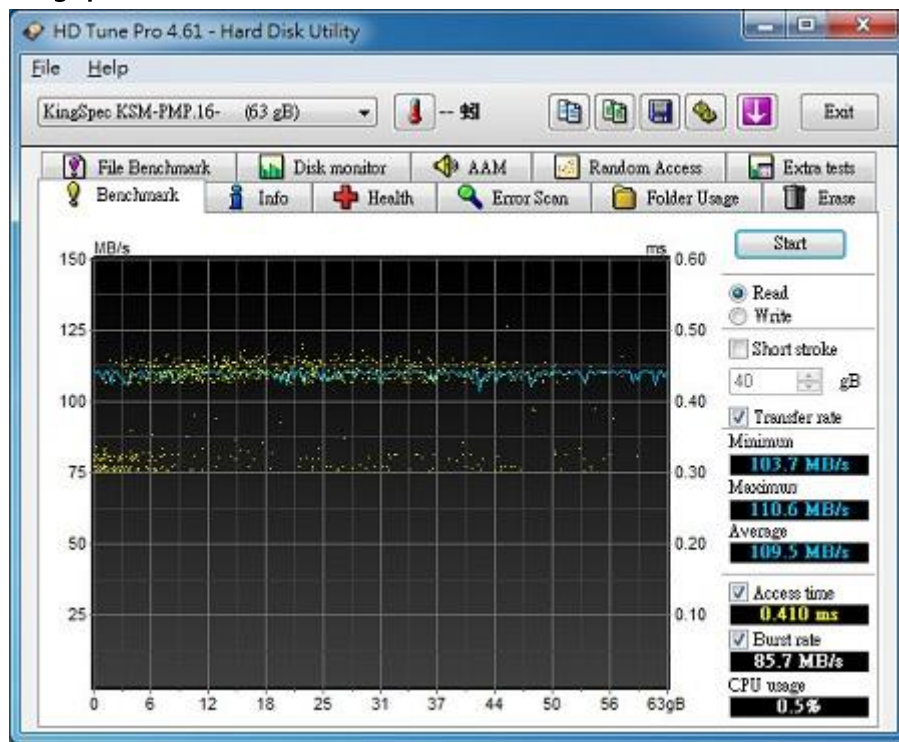 HD Tune Pro 4.61 - Hard Disk Utility
File Help
KingSpec KSM-PMP.16- (63 gB) -- Exit
File Benchmark Disk monitor AAM Random Access Extra tests
Benchmark Info Health Error Scan Folder Usage Erase
MB/s ms
150 0.60
125 0.50
100 0.40
75 0.30
50 0.20
25 0.10
0 6 12 18 25 31 37 44 50 56 63gB
Start
Read
Write
Short stroke
40 gB
Transfer rate
Minimum
103.7 MB/s
Maximum
110.6 MB/s
Average
109.5 MB/s
Access time
0.410 ms
Burst rate
85.7 MB/s
CPU usage
0.5%